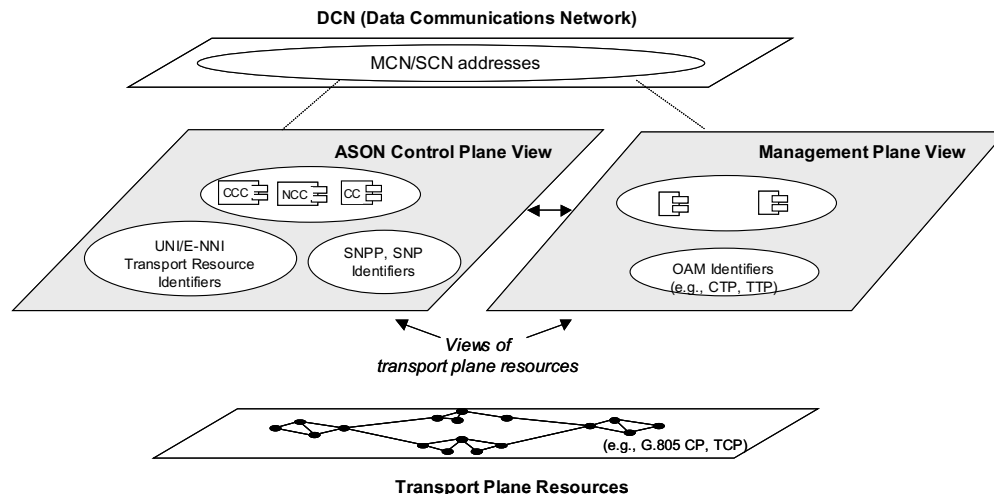 DCN (Data Communications Network)
MCN/SCN addresses
ASON Control Plane View
Management Plane View
CCC
NCC
CC
UNI/E-NNI
Transport Resource
Identifiers
SNPP, SNP
Identifiers
OAM Identifiers
(e.g., CTP, TTP)
Views of
transport plane resources
(e.g., G.805 CP, TCP)
Transport Plane Resources